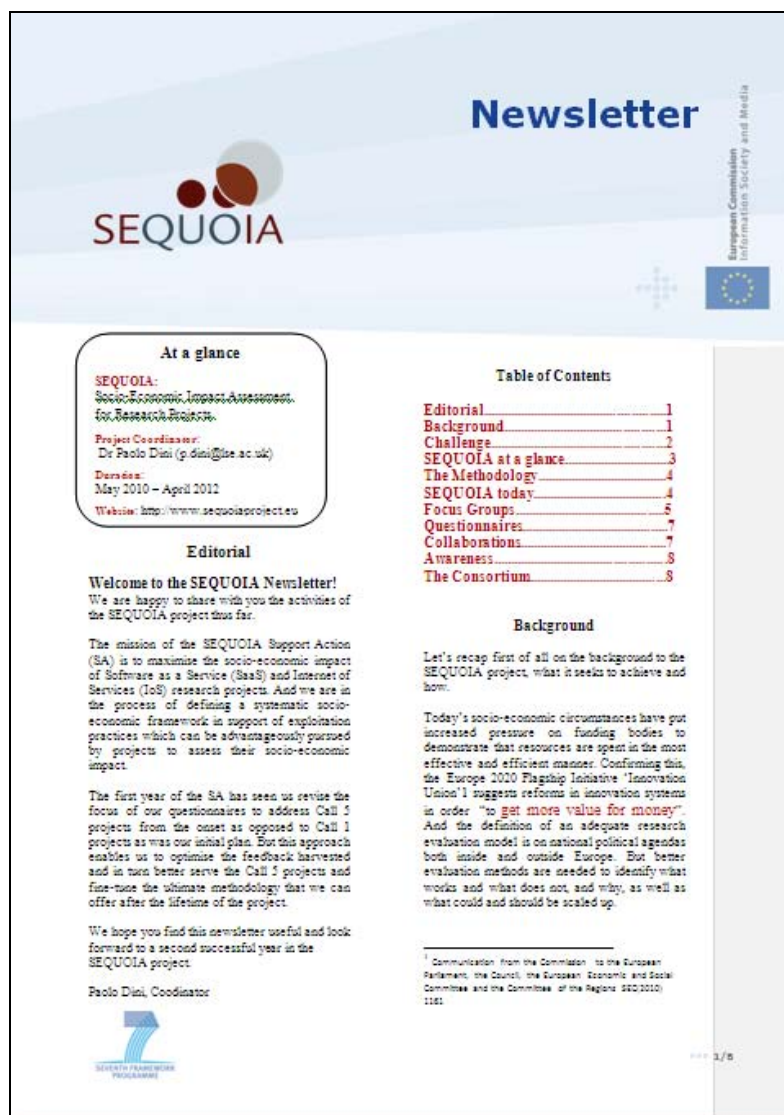 Newsletter
European Commission
Information Society and Media
SEQUOIA
At a glance
SEQUOIA:
Socio-Economic Impact Assessment
for Research Projects
Project Coordinator:
Dr Paolo Dini (p.dini@lse.ac.uk)
Duration:
May 2010 – April 2012
Website: http://www.sequoiaproject.eu
Editorial
Welcome to the SEQUOIA Newsletter!
We are happy to share with you the activities of
the SEQUOIA project thus far.
The mission of the SEQUOIA Support Action
(SA) is to maximise the socio-economic impact
of Software as a Service (SaaS) and Internet of
Services (IoS) research projects. And we are in
the process of defining a systematic socio-
economic framework in support of exploitation
practices which can be advantageously pursued
by projects to assess their socio-economic
impact.
The first year of the SA has seen us revise the
focus of our questionnaires to address Call 5
projects from the onset as opposed to Call 1
projects as was our initial plan. But this approach
enables us to optimise the feedback harvested
and in turn better serve the Call 5 projects and
fine-tune the ultimate methodology that we can
offer after the lifetime of the project.
We hope you find this newsletter useful and look
forward to a second successful year in the
SEQUOIA project.
Paolo Dini, Coodinator
SEVENTH FRAMEWORK
PROGRAMME
Table of Contents
Editorial 1
Background 1
Challenge 2
SEQUOIA at a glance 3
The Methodology 4
SEQUOIA today 4
Focus Groups 5
Questionnaires 7
Collaborations 7
Awareness 8
The Consortium 8
Background
Let's recap first of all on the background to the
SEQUOIA project, what it seeks to achieve and
how.
Today's socio-economic circumstances have put
increased pressure on funding bodies to
demonstrate that resources are spent in the most
effective and efficient manner. Confirming this,
the Europe 2020 Flagship Initiative 'Innovation
Union'1 suggests reforms in innovation systems
in order "to get more value for money".
And the definition of an adequate research
evaluation model is on national political agendas
both inside and outside Europe. But better
evaluation methods are needed to identify what
works and what does not, and why, as well as
what could and should be scaled up.
1 Communication from the Commission to the European
Parliament, the Council, the European Economic and Social
Committee and the Committee of the Regions SEC(2010)
1161
1/8